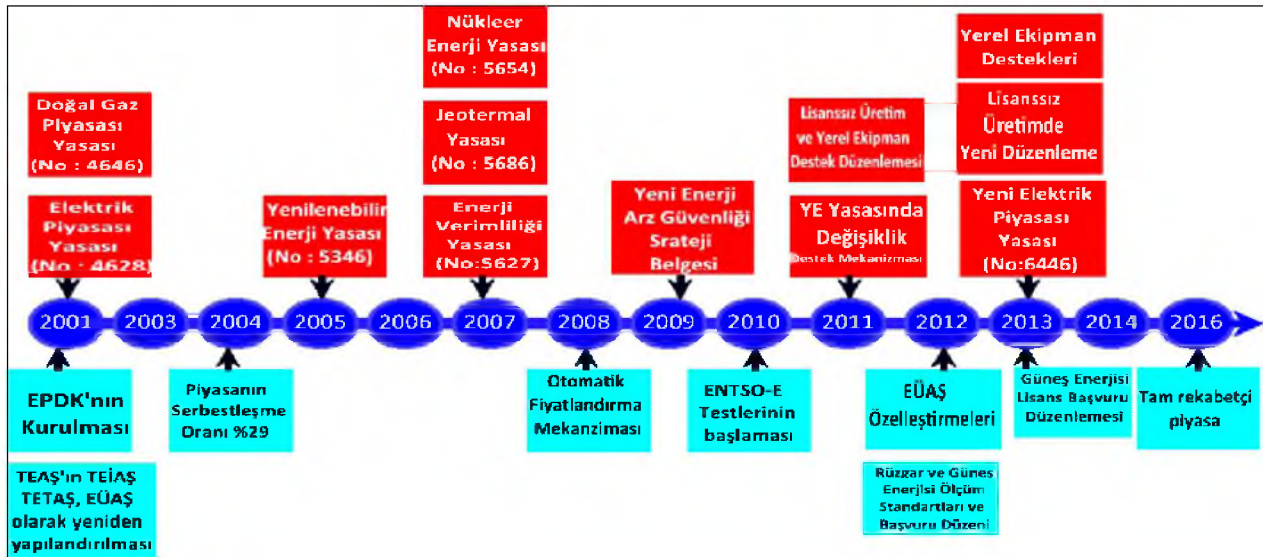 Nükleer
Enerji Yasası
(No : 5654)
Yerel Ekipman
Destekleri
Doğal Gaz
Piyasası
Yasası
(No : 4646)
Jeotermal
Yasası
(No : 5686)
Lisanssız Üretim
ve Yerel Ekipman
Destek Düzenlemesi
Lisanssız
Üretimde
Yeni Düzenleme
Elektrik
Piyasası
Yasası
(No : 4628)
Yenilenebilir
Enerji Yasası
(No : 5346)
Enerji
Verimliliği
Yasası
(No:5627)
Yeni Enerji
Arz Güvenliği
Srateji
Belgesi
YE Yasasında
Değişiklik
Destek Mekanizması
Yeni Elektrik
Piyasası
Yasası
(No:6446)
2001 2003 2004 2005 2006 2007 2008 2009 2010 2011 2012 2013 2014 2016
EPDK'nın
Kurulması
Piyasanın
Serbestleşme
Oranı %29
Otomatik
Fiyatlandırma
Mekanziması
ENTSO-E
Testlerinin
başlaması
EÜAŞ
Özelleştirmeleri
Güneş Enerjisi
Lisans Başvuru
Düzenlemesi
Tam rekabetçi
piyasa
TEAŞ'ın TEİAŞ
TETAŞ, EÜAŞ
olarak yeniden
yapılandırılması
Rüzgar ve Güneş
Enerjisi Ölçüm
Standartları ve
Başvuru Düzeni